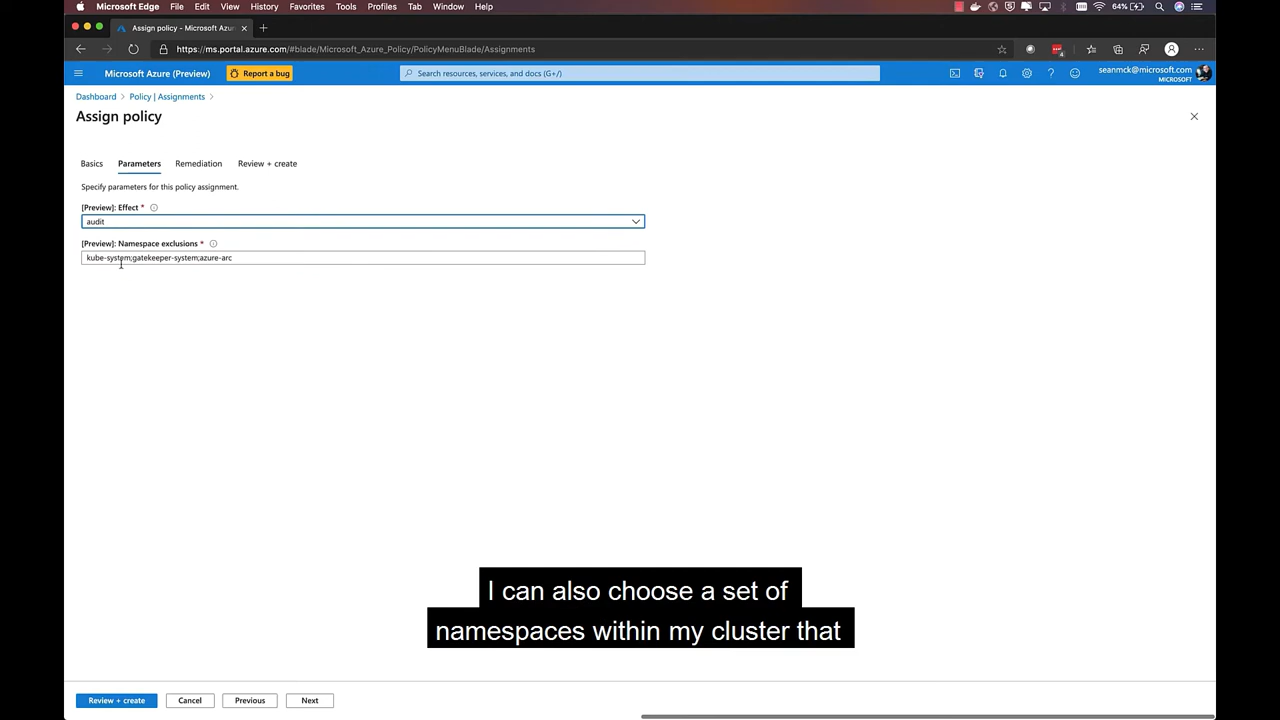 Microsoft Edge File Edit View History Favorites Tools Profiles Tab Window Help 64%
Assign policy - Microsoft Azur
https://ms.portal.azure.com/#blade/Microsoft_Azure_Policy/PolicyMenuBlade/Assignments
Microsoft Azure (Preview) Report a bug Search resources, services, and docs (G+/) seanmck@microsoft.com
MICROSOFT
Dashboard > Policy | Assignments >
Assign policy
Basics Parameters Remediation Review + create
Specify parameters for this policy assignment.
[Preview]: Effect *
audit
[Preview]: Namespace exclusions *
kube-system;gatekeeper-system;azure-arc
I can also choose a set of
namespaces within my cluster that
Review + create Cancel Previous Next